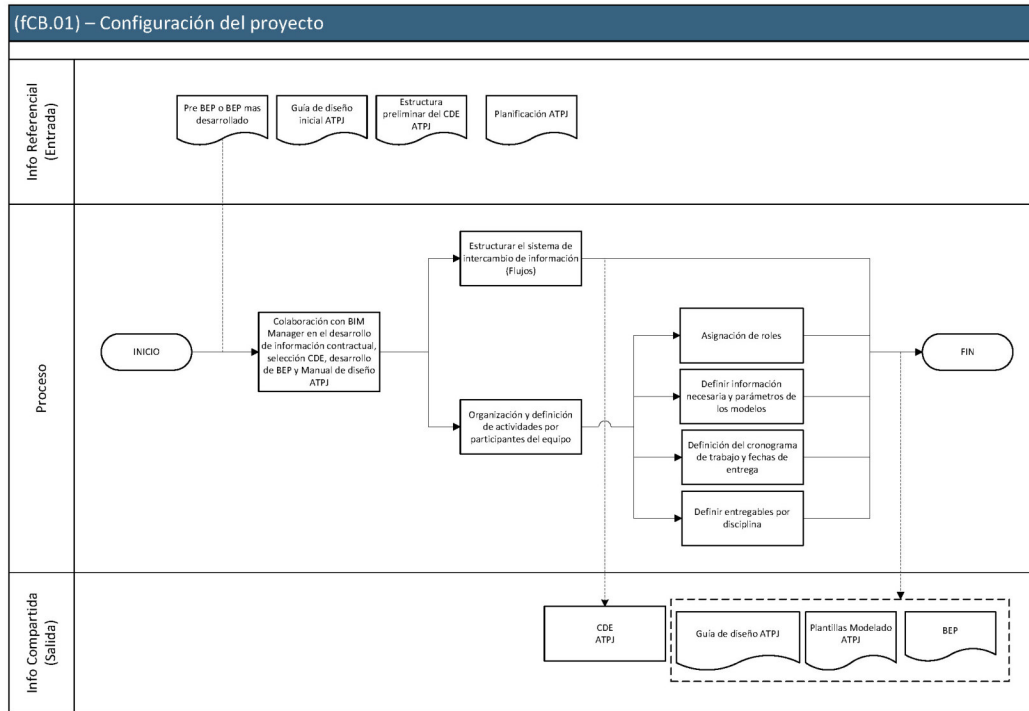 (fCB.01) – Configuración del proyecto
Info Referencial
(Entrada)
Pre BEP o BEP mas
desarrollado
Guía de diseño
inicial ATPJ
Estructura
preliminar del CDE
ATPJ
Planificación ATPJ
Proceso
INICIO
Colaboración con BIM
Manager en el desarrollo
de información contractual,
selección CDE, desarrollo
de BEP y Manual de diseño
ATPJ
Estructurar el sistema de
intercambio de información
(Flujos)
Organización y definición
de actividades por
participantes del equipo
Asignación de roles
Definir información
necesaria y parámetros de
los modelos
Definición del cronograma
de trabajo y fechas de
entrega
Definir entregables por
disciplina
FIN
Info Compartida
(Salida)
CDE
ATPJ
Guía de diseño ATPJ
Plantillas Modelado
ATPJ
BEP